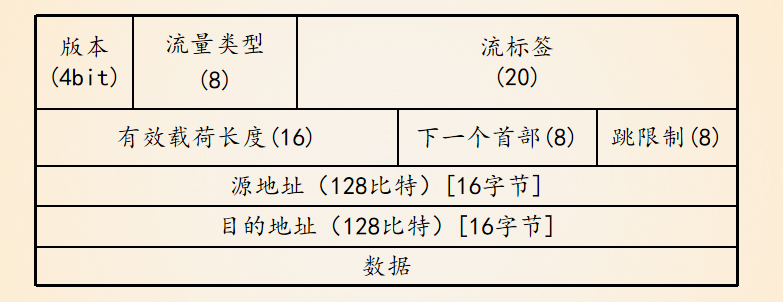 版本
(4bit)
流量类型
(8)
流标签
(20)
有效载荷长度(16)
下一个首部(8)
跳限制(8)
源地址（128比特）[16字节]
目的地址（128比特）[16字节]
数据